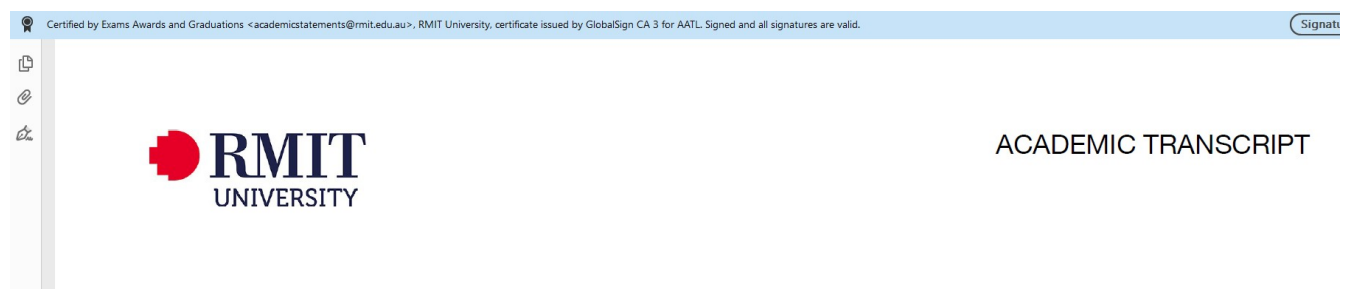 Certified by Exams Awards and Graduations <academicstatements@rmit.edu.au>, RMIT University, certificate issued by GlobalSign CA 3 for AATL. Signed and all signatures are valid.
RMIT
UNIVERSITY
ACADEMIC TRANSCRIPT